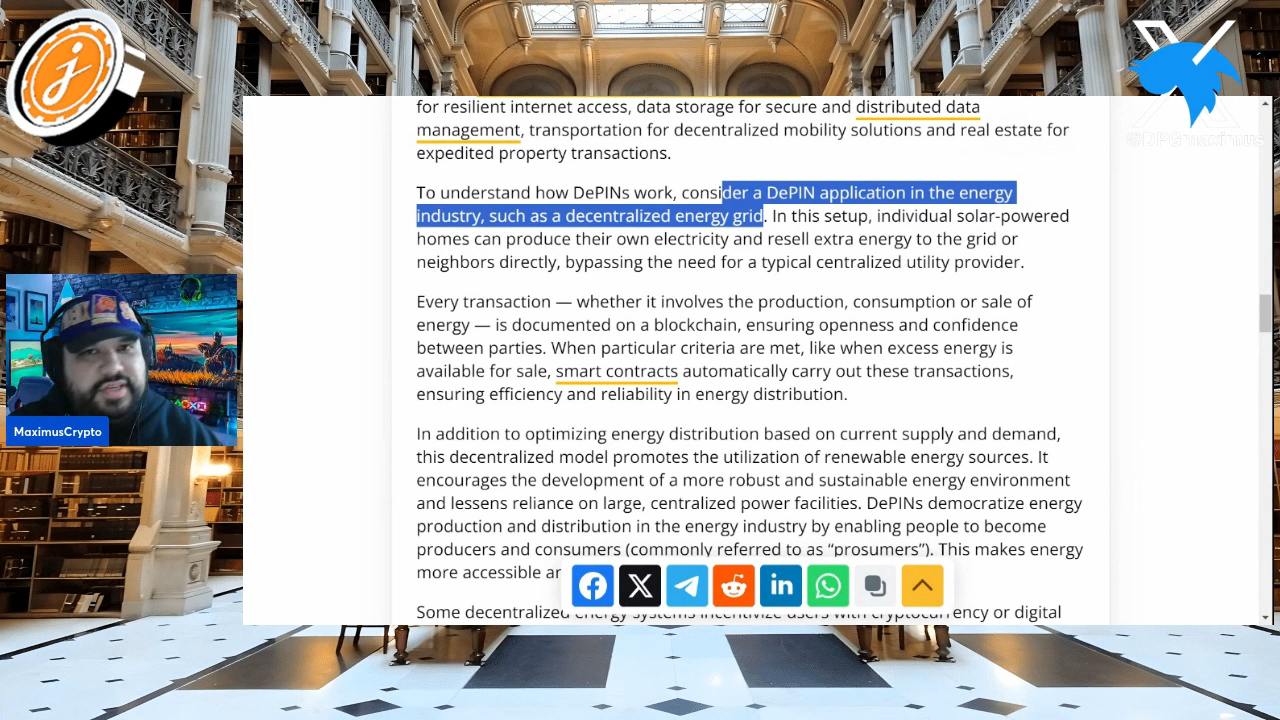 for resilient internet access, data storage for secure and distributed data
management, transportation for decentralized mobility solutions and real estate for
expedited property transactions.
@DPGmaximus
To understand how DePINs work, consider a DePIN application in the energy
industry, such as a decentralized energy grid. In this setup, individual solar-powered
homes can produce their own electricity and resell extra energy to the grid or
neighbors directly, bypassing the need for a typical centralized utility provider.
Every transaction — whether it involves the production, consumption or sale of
energy — is documented on a blockchain, ensuring openness and confidence
between parties. When particular criteria are met, like when excess energy is
available for sale, smart contracts automatically carry out these transactions,
ensuring efficiency and reliability in energy distribution.
MaximusCrypto
In addition to optimizing energy distribution based on current supply and demand,
this decentralized model promotes the utilization of renewable energy sources. It
encourages the development of a more robust and sustainable energy environment
and lessens reliance on large, centralized power facilities. DePINs democratize energy
production and distribution in the energy industry by enabling people to become
producers and consumers (commonly referred to as “prosumers”). This makes energy
more accessible
Some decentralized energy systems incentivize users with cryptocurrency or digital